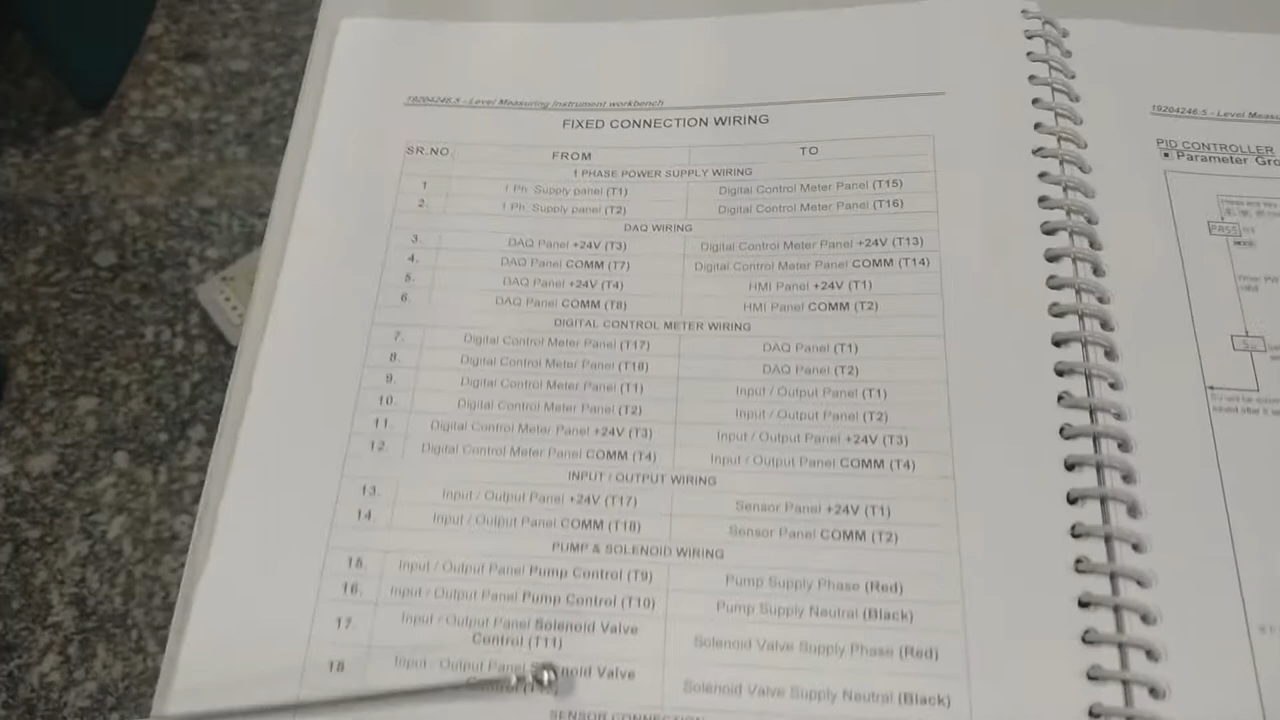 19204246.5 - Level Measuring Instrument workbench
FIXED CONNECTION WIRING
SR.NO. FROM TO
1 PHASE POWER SUPPLY WIRING
1 1 Ph. Supply panel (T1) Digital Control Meter Panel (T15)
2. 1 Ph. Supply panel (T2) Digital Control Meter Panel (T16)
DAQ WIRING
3. DAQ Panel +24V (T3) Digital Control Meter Panel +24V (T13)
4. DAQ Panel COMM (T7) Digital Control Meter Panel COMM (T14)
5. DAQ Panel +24V (T4) HMI Panel +24V (T1)
6. DAQ Panel COMM (T8) HMI Panel COMM (T2)
DIGITAL CONTROL METER WIRING
7. Digital Control Meter Panel (T17) DAQ Panel (T1)
8. Digital Control Meter Panel (T18) DAQ Panel (T2)
9. Digital Control Meter Panel (T1) Input / Output Panel (T1)
10. Digital Control Meter Panel (T2) Input / Output Panel (T2)
11. Digital Control Meter Panel +24V (T3) Input / Output Panel +24V (T3)
12. Digital Control Meter Panel COMM (T4) Input / Output Panel COMM (T4)
INPUT / OUTPUT WIRING
13. Input / Output Panel +24V (T17) Sensor Panel +24V (T1)
14. Input / Output Panel COMM (T18) Sensor Panel COMM (T2)
PUMP & SOLENOID WIRING
15. Input / Output Panel Pump Control (T9) Pump Supply Phase (Red)
16. Input / Output Panel Pump Control (T10) Pump Supply Neutral (Black)
17 Input / Output Panel Solenoid Valve
Control (T11) Solenoid Valve Supply Phase (Red)
18 Input - Output Panel Valve
Solenoid Valve Supply Neutral (Black)
SENSOR CONNECTION
19204246.5 - Level
PID CONTROLLER
■ Parameter
PASS